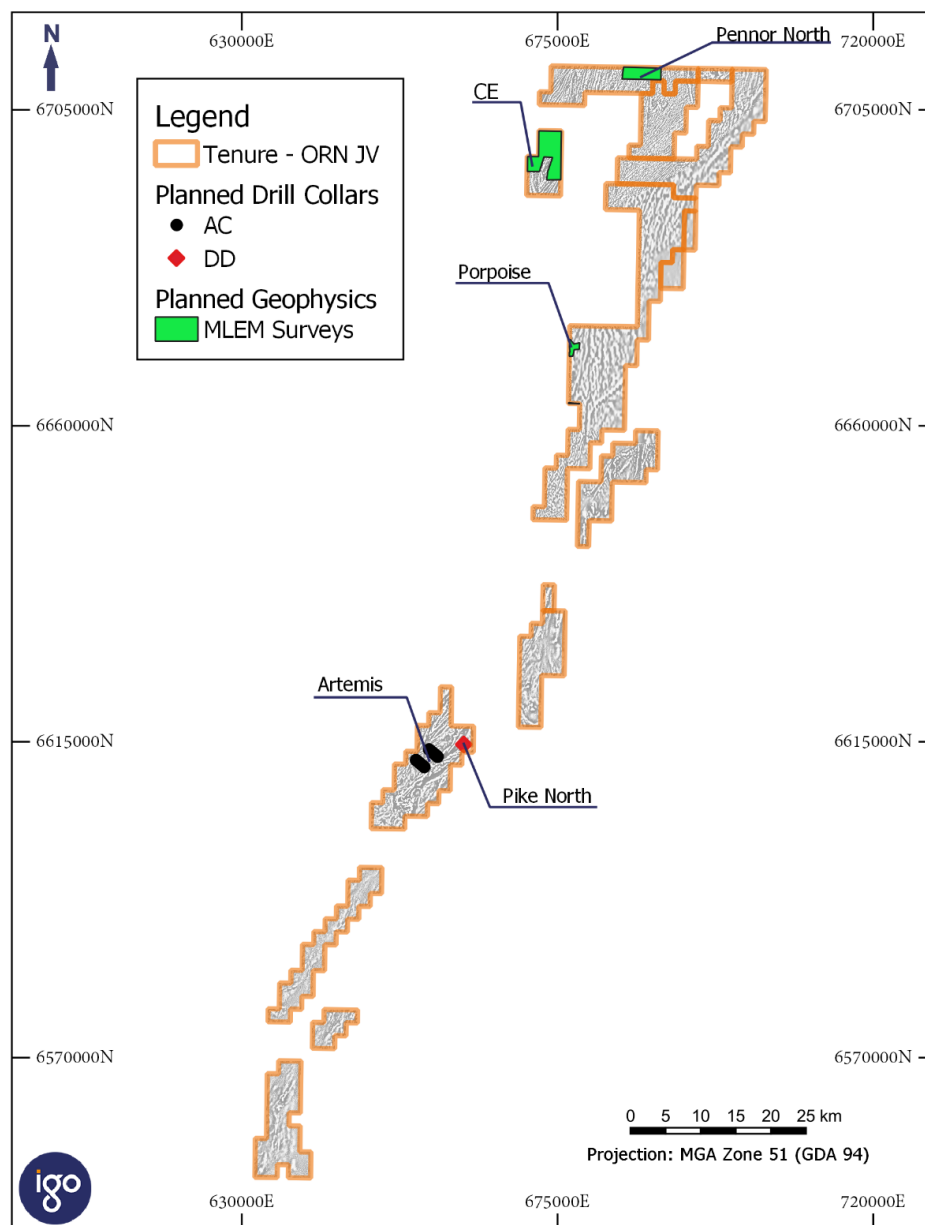 N
630000E
675000E
720000E
Pennor North
6705000N
6705000N
CE
Legend
Tenure - ORN JV
Planned Drill Collars
AC
DD
Planned Geophysics
MLEM Surveys
Porpoise
6660000N
6660000N
Artemis
6615000N
6615000N
Pike North
6570000N
6570000N
0 5 10 15 20 25 km
Projection: MGA Zone 51 (GDA 94)
igo
630000E
675000E
720000E